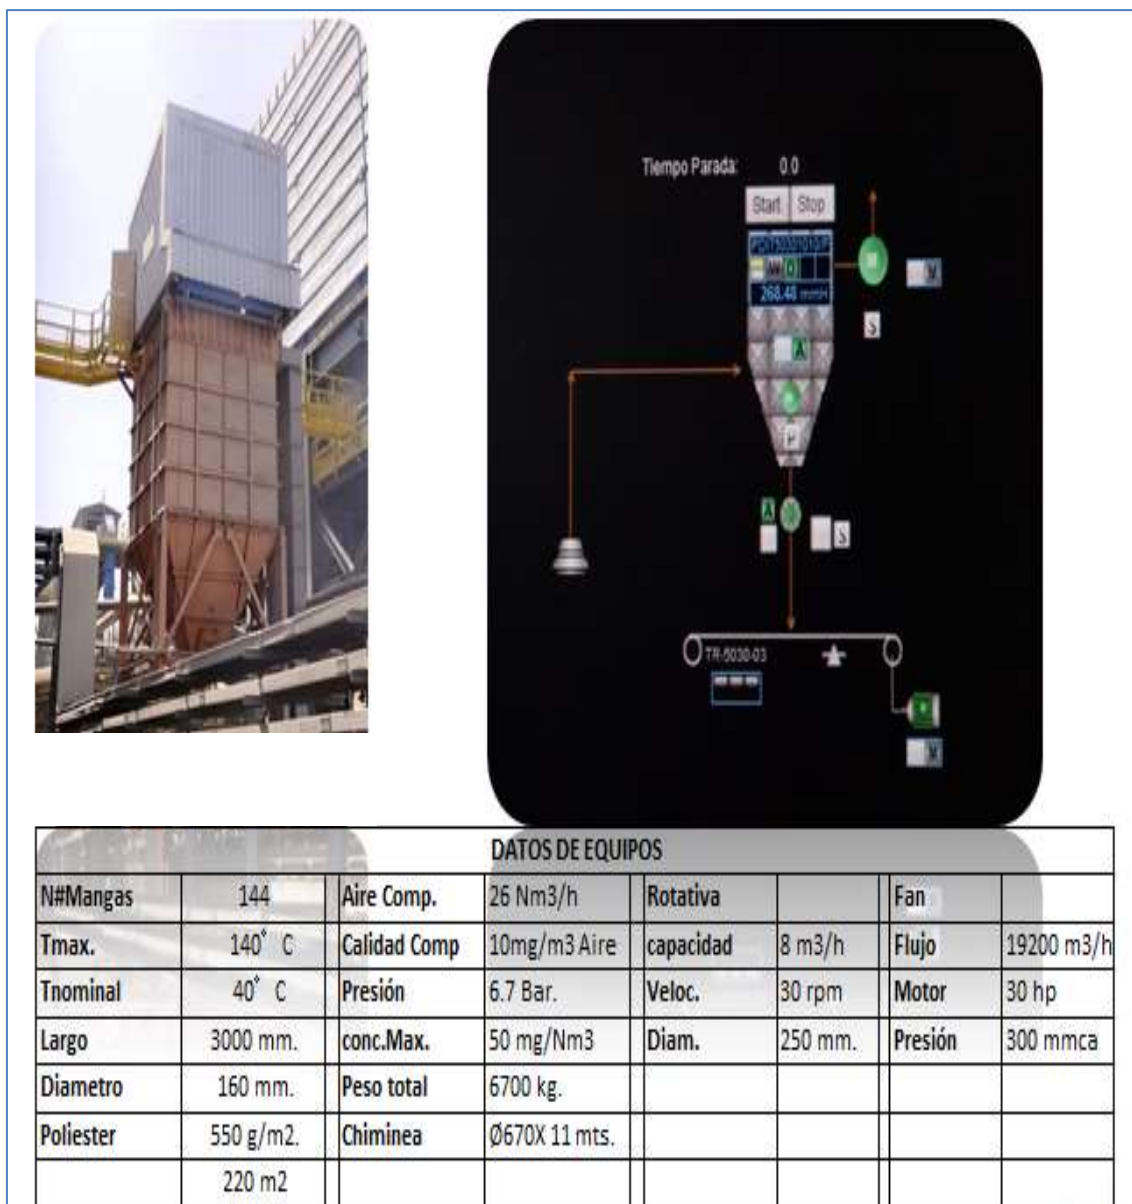 Tiempo Parada: 0.0
Start Stop
268.48 mmH
A
S
M
P
A
S
TR-5030-03
M
DATOS DE EQUIPOS
N#Mangas 144 Aire Comp. 26 Nm3/h Rotativa Fan
Tmax. 140° C Calidad Comp 10mg/m3 Aire capacidad 8 m3/h Flujo 19200 m3/h
Tnominal 40° C Presión 6.7 Bar. Veloc. 30 rpm Motor 30 hp
Largo 3000 mm. conc.Max. 50 mg/Nm3 Diam. 250 mm. Presión 300 mmca
Diametro 160 mm. Peso total 6700 kg.
Poliester 550 g/m2. Chiminea Ø670X 11 mts.
220 m2